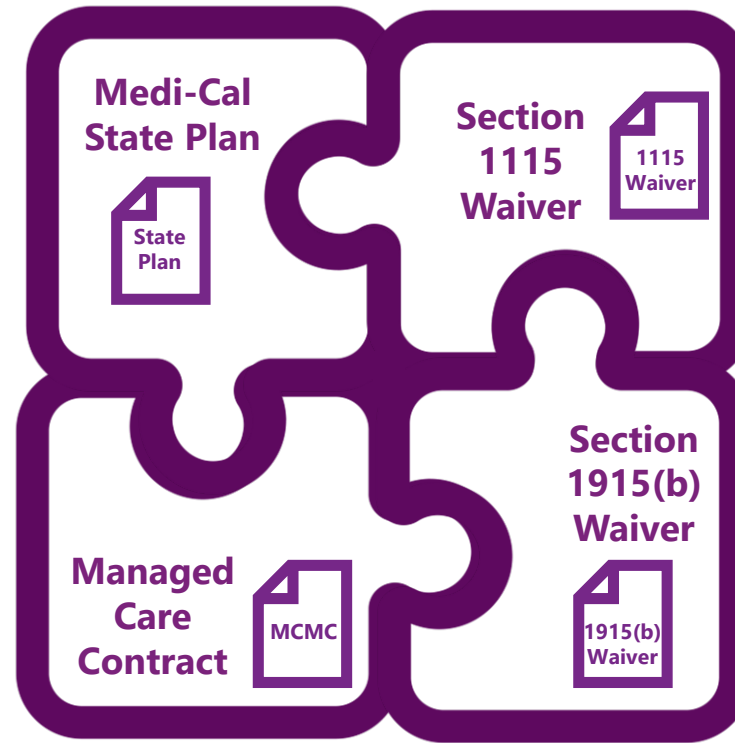 Medi-Cal
State Plan
State
Plan
Section
1115
Waiver
1115
Waiver
Managed
Care
Contract
MCMC
Section
1915(b)
Waiver
1915(b)
Waiver